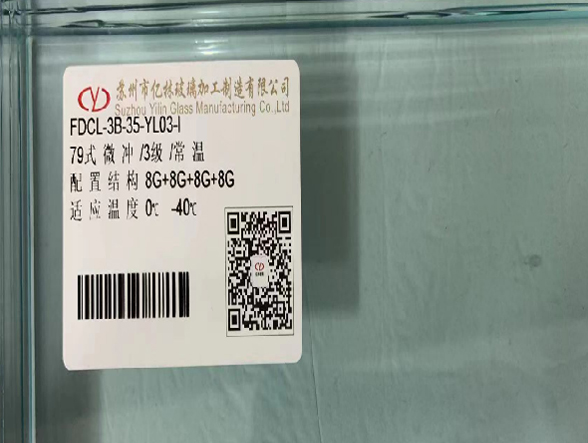 苏州市亿林玻璃加工制造有限公司
Suzhou Yilin Glass Manufacturing Co.,Ltd
FDCL-3B-35-YL03-I
79式微冲/3级/常温
配置结构 8G+8G+8G+8G
适应温度 0℃ -40℃